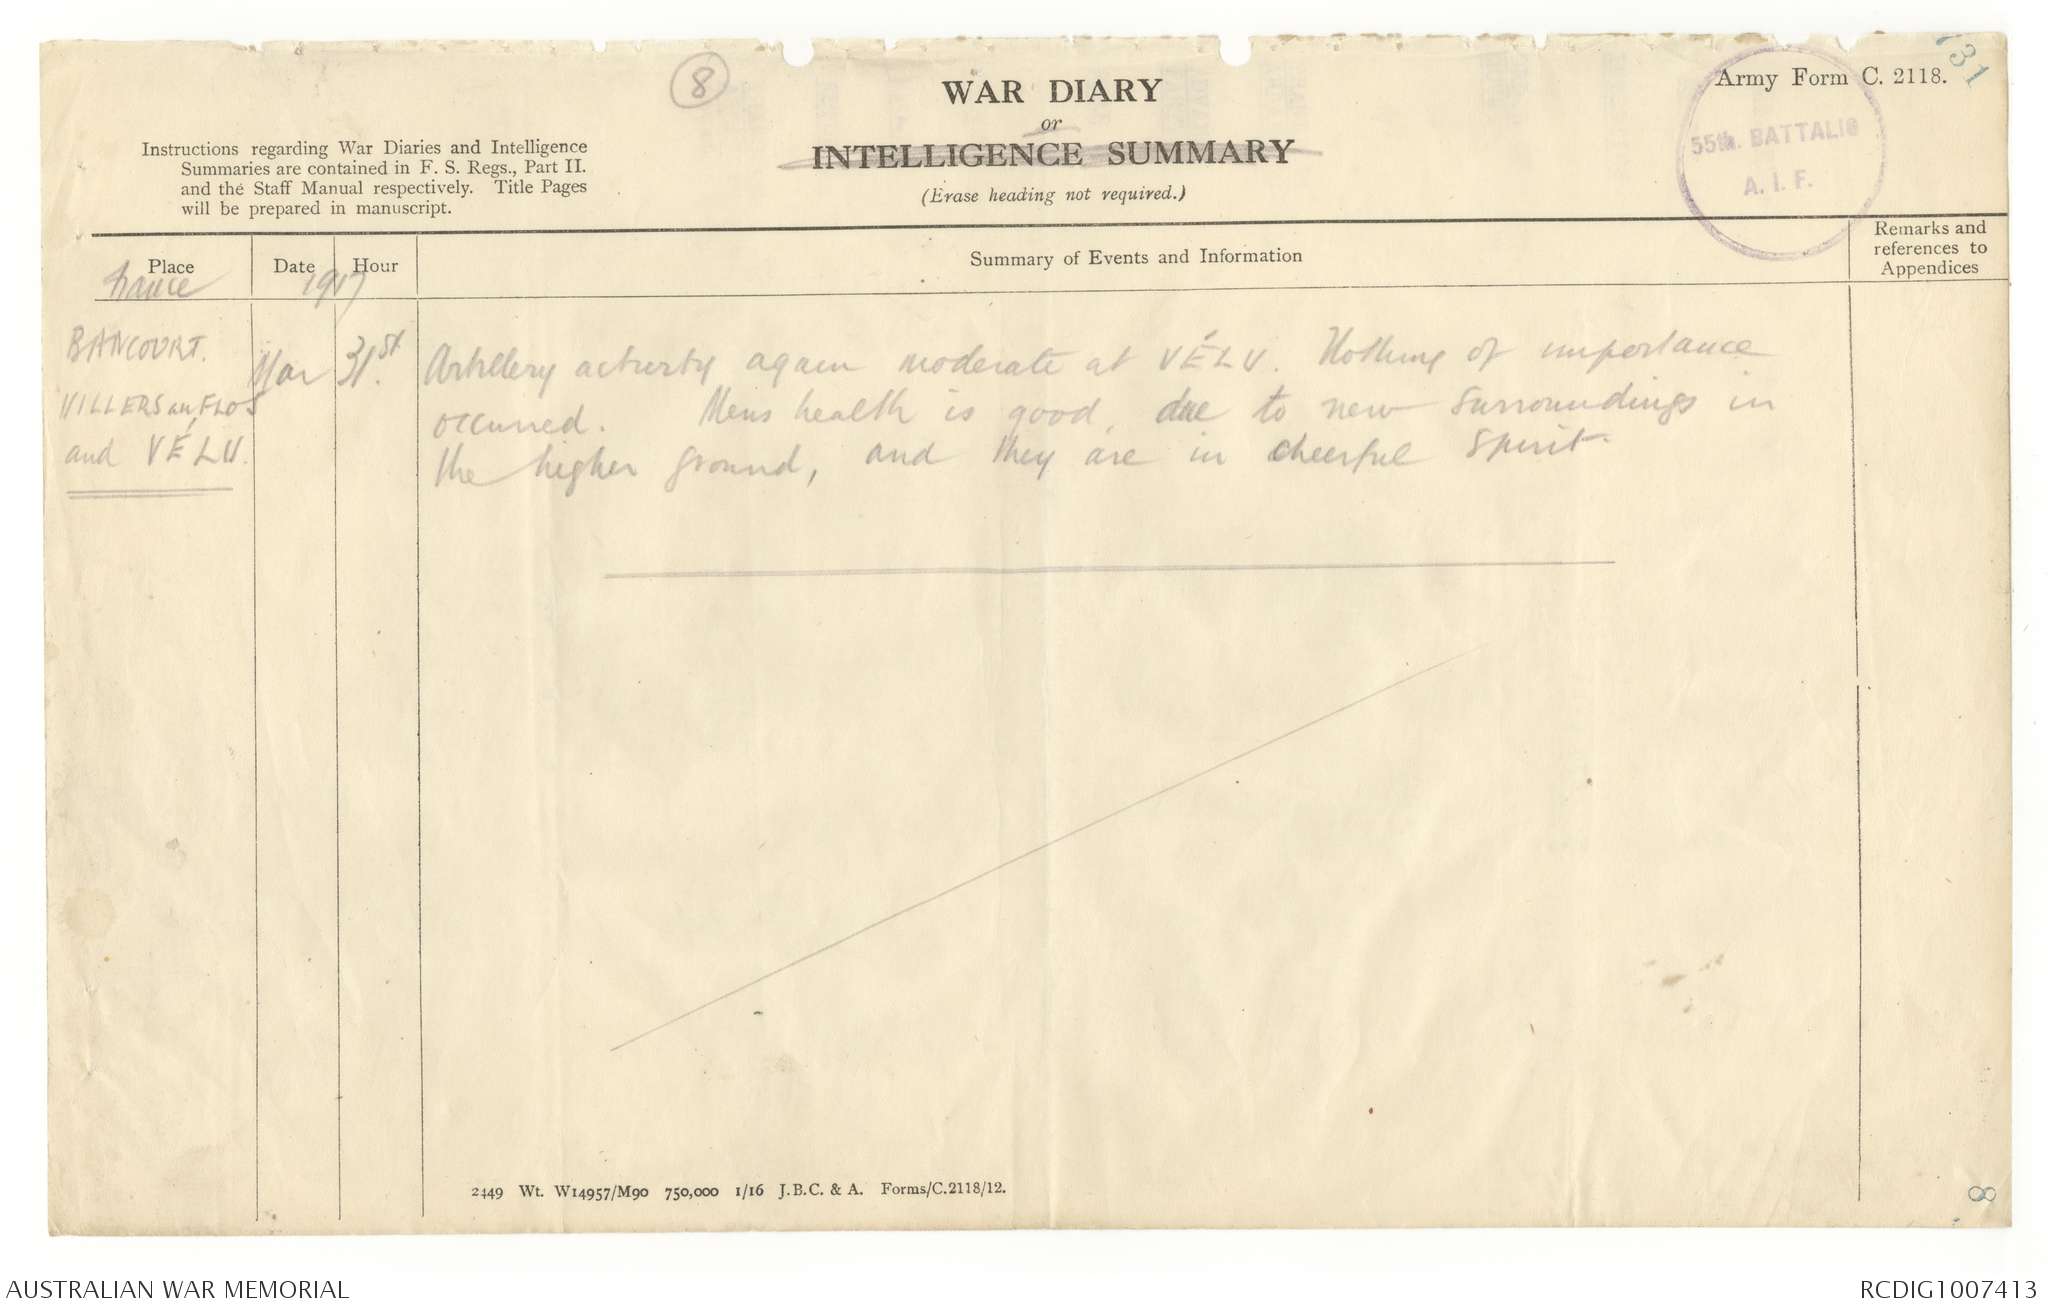 8
WAR DIARY
or
INTELLIGENCE SUMMARY
(Erase heading not required.)
Army Form C. 2118.
131
55th. BATTALIO
A. I. F.
Instructions regarding War Diaries and Intelligence
Summaries are contained in F. S. Regs., Part II.
and the Staff Manual respectively. Title Pages
will be prepared in manuscript.
Place
Date
Hour
Summary of Events and Information
Remarks and
references to
Appendices
France
1917
BANCOURT.
VILLERS au FLOS
and VÉLU.
Mar
31st.
Artillery activity again moderate at VÉLU. Nothing of importance
occurred. Mens health is good, due to new surroundings in
the higher ground, and they are in cheerful spirit.
2449 Wt. W14957/M90 750,000 1/16 J.B.C. & A. Forms/C.2118/12.
8
AUSTRALIAN WAR MEMORIAL
RCDIG1007413